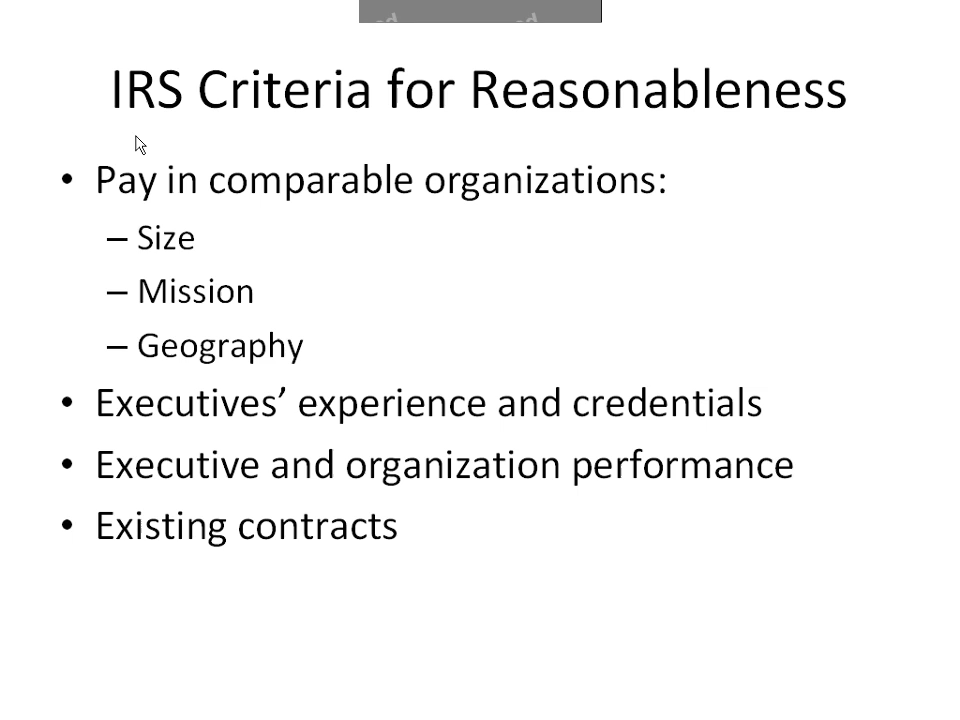 IRS Criteria for Reasonableness
• Pay in comparable organizations:
– Size
– Mission
– Geography
• Executives’ experience and credentials
• Executive and organization performance
• Existing contracts